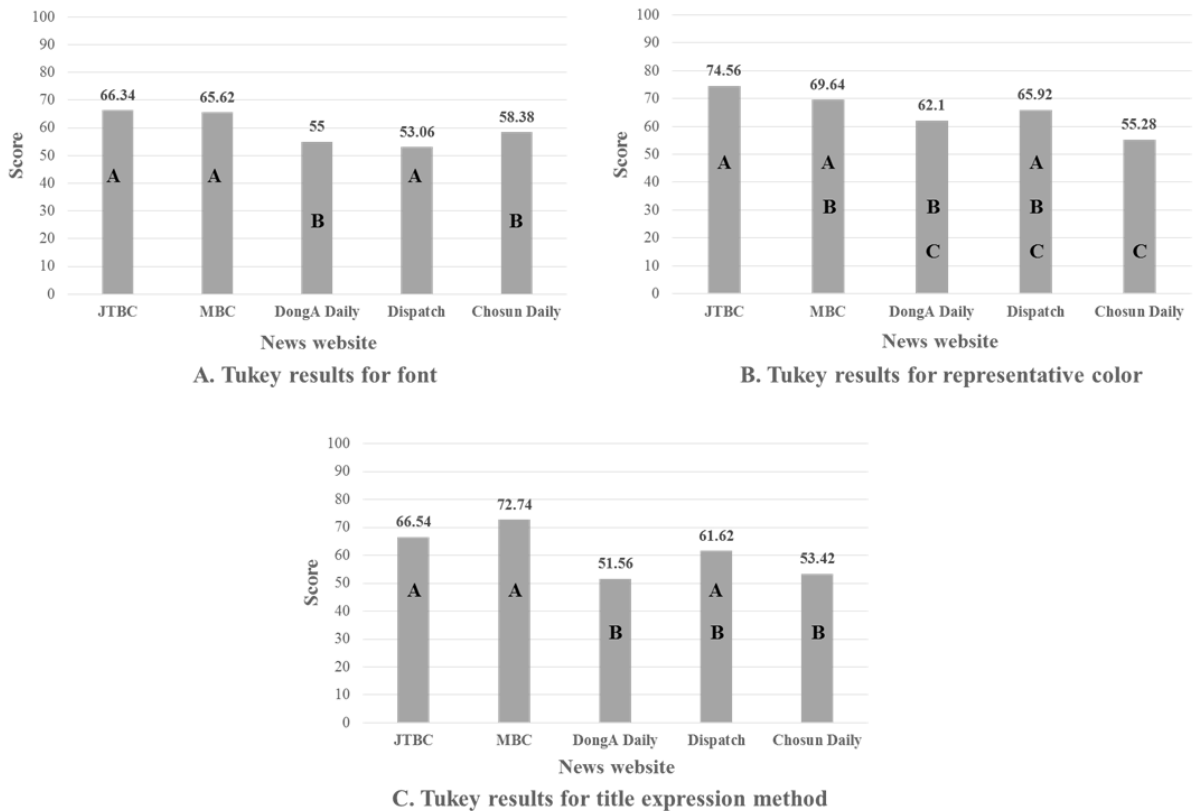 100
90
80
70
60
50
40
30
20
10
0
Score
66.34
65.62
55
53.06
58.38
A
A
A
B
B
JTBC MBC DongA Daily Dispatch Chosun Daily
News website
A. Tukey results for font
100
90
80
70
60
50
40
30
20
10
0
Score
74.56
69.64
62.1
65.92
55.28
A
A
A
B
B
B
C
C
C
JTBC MBC DongA Daily Dispatch Chosun Daily
News website
B. Tukey results for representative color
100
90
80
70
60
50
40
30
20
10
0
Score
66.54
72.74
51.56
61.62
53.42
A
A
A
B
B
B
JTBC MBC DongA Daily Dispatch Chosun Daily
News website
C. Tukey results for title expression method